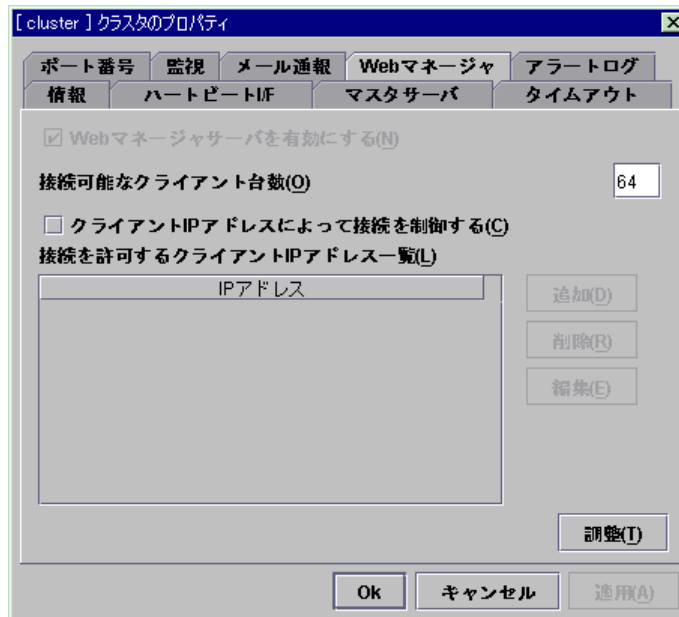 [ cluster ] クラスタのプロパティ
ポート番号 監視 メール通報 Webマネージャ アラートログ
情報 ハートビートI/F マスタサーバ タイムアウト
Webマネージャサーバを有効にする(N)
接続可能なクライアント台数(O) 64
クライアントIPアドレスによって接続を制御する(C)
接続を許可するクライアントIPアドレス一覧(L)
IPアドレス
追加(D)
削除(R)
編集(E)
調整(T)
Ok キャンセル 適用(A)